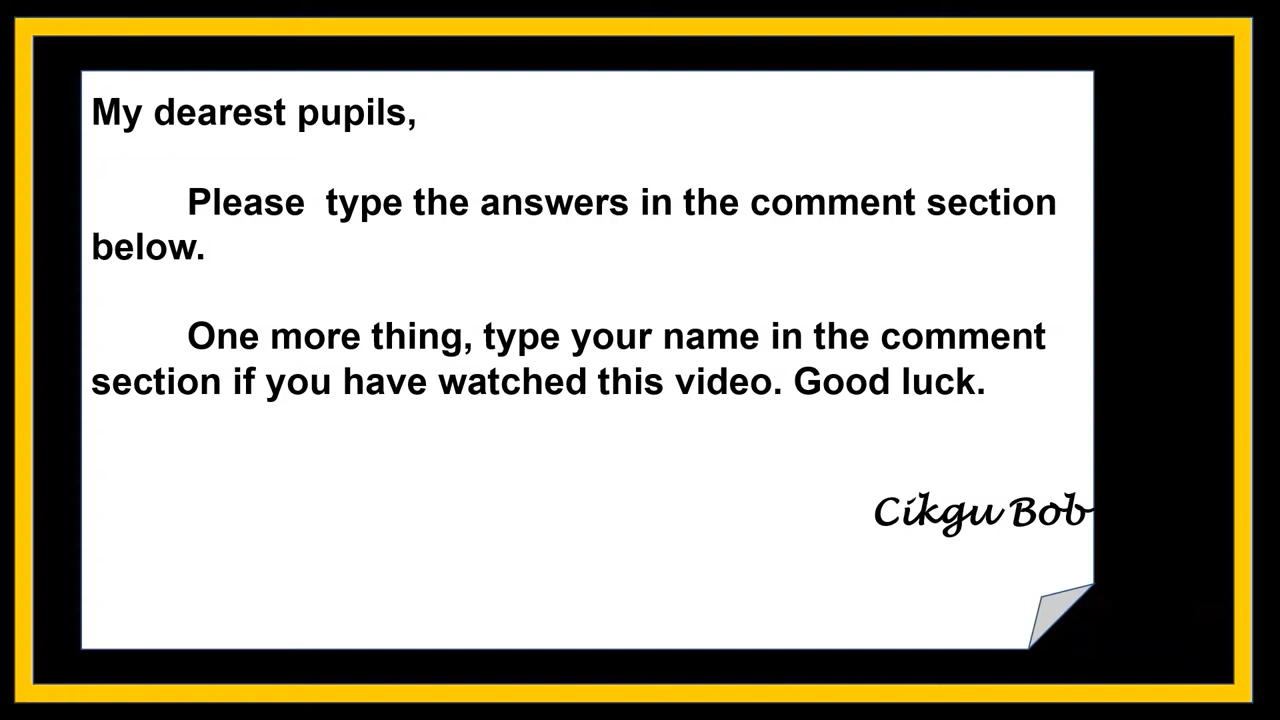 My dearest pupils,
Please  type the answers in the comment section
below.
One more thing, type your name in the comment
section if you have watched this video. Good luck.
Cikgu Bob